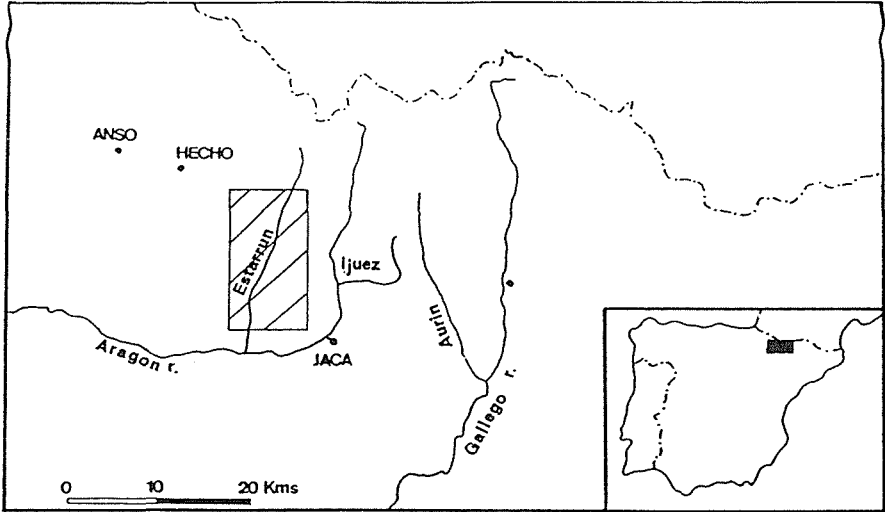 ANSO
HECHO
Estarrun
Ijuez
Aurin
Aragon r.
JACA
Gallego r.
0 10 20 Kms